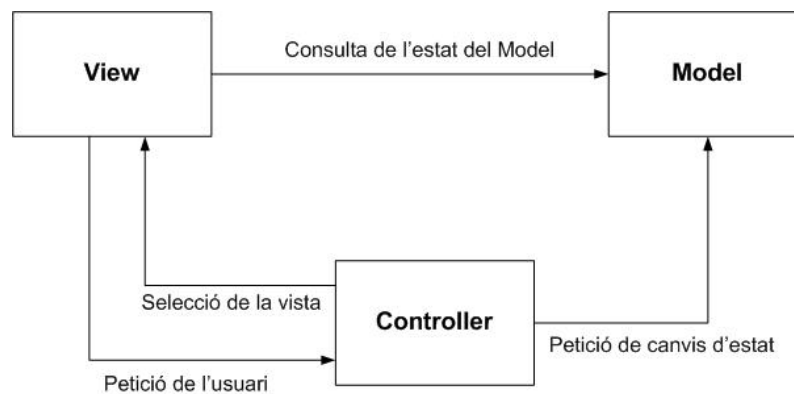 Consulta de l’estat del Model
View
Model
Selecció de la vista
Controller
Petició de canvis d’estat
Petició de l’usuari